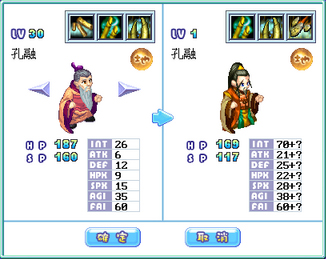 LV 30
孔融
HP 187
SP 160
INT 26
ATK 6
DEF 12
HPK 9
SPK 15
AGI 35
FAI 60
LV 1
孔融
HP 169
SP 117
INT 70+?
ATK 21+?
DEF 25+?
HPK 22+?
SPK 28+?
AGI 38+?
FAI 60+?
確定
取消